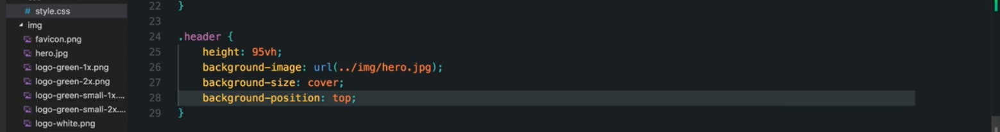 # style.css
img
favicon.png
hero.jpg
logo-green-1x.png
logo-green-2x.png
logo-green-small-1x....
logo-green-small-2x....
logo-white.png
22 }
23
24 .header {
25 height: 95vh;
26 background-image: url(../img/hero.jpg);
27 background-size: cover;
28 background-position: top;
29 }